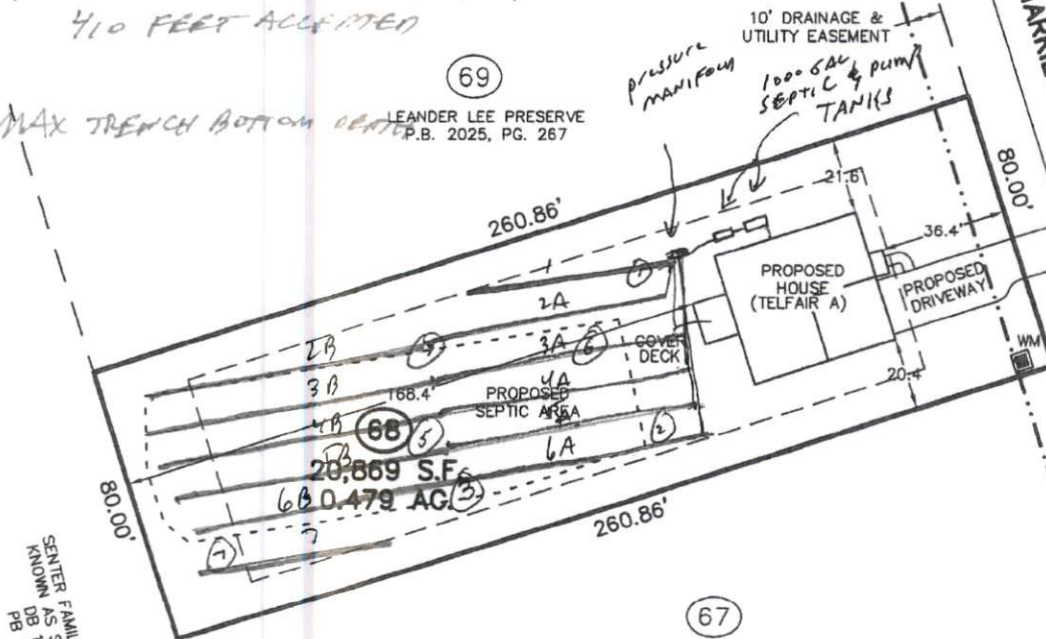 410 FEET ACCEPTED
10' DRAINAGE &
UTILITY EASEMENT
69
pressure
MANIFOLD
1000 GAL
SEPTIC & PUMP
TANKS
MAX TRENCH BOTTOM
LEANDER LEE PRESERVE
P.B. 2025, PG. 267
260.86'
80.00'
21.6'
36.4'
1
1
PROPOSED
HOUSE
(TELFAIR A)
PROPOSED
DRIVEWAY
2A
2B
3A
6
COVER
DECK
WM
3B
168.4'
4A
PROPOSED
SEPTIC AREA
20.4'
4B
68
5
2
5B
6A
20,869 S.F.
6B
0.479 AC.
3
80.00'
7
7
260.86'
SENTER FAMIL
KNOWN AS S
DB
PB
67